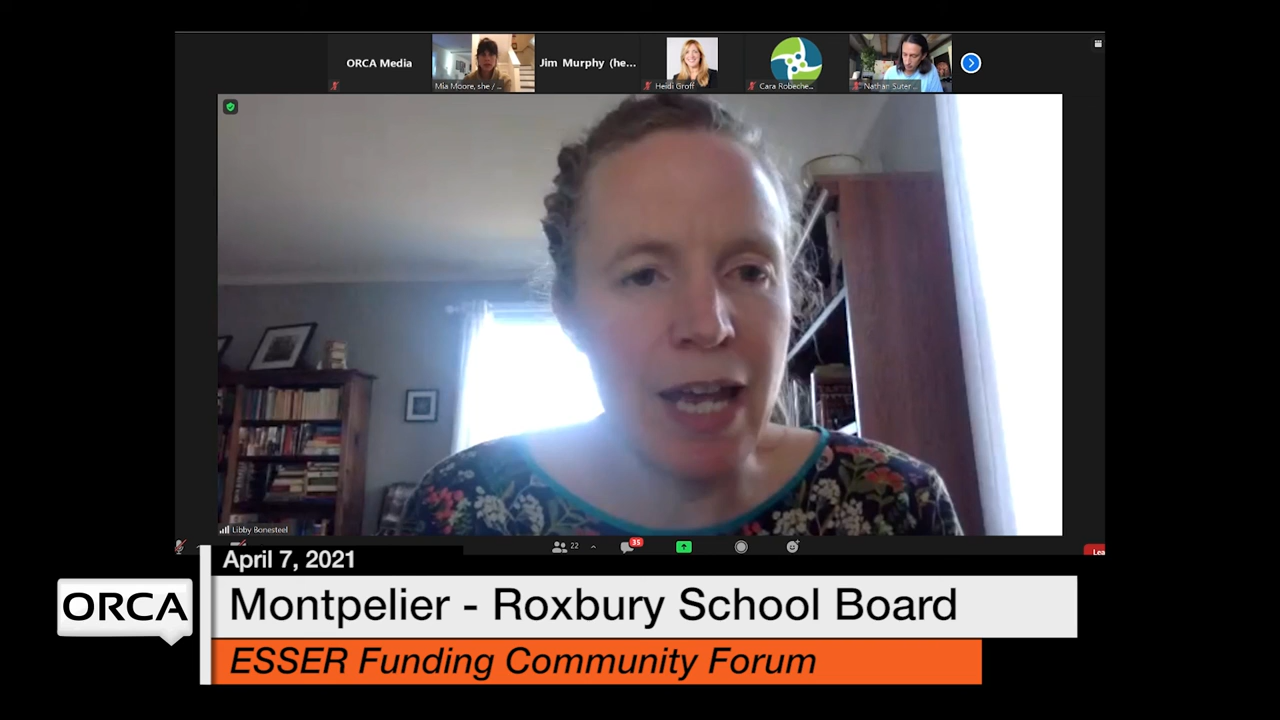 ORCA Media
Mia Moore, she / ...
Jim Murphy (he...
Heidi Groff
Cara Robeche...
Nathan Suter ...
Libby Bonesteel
22
35
Lea
April 7, 2021
ORCA
Montpelier - Roxbury School Board
ESSER Funding Community Forum